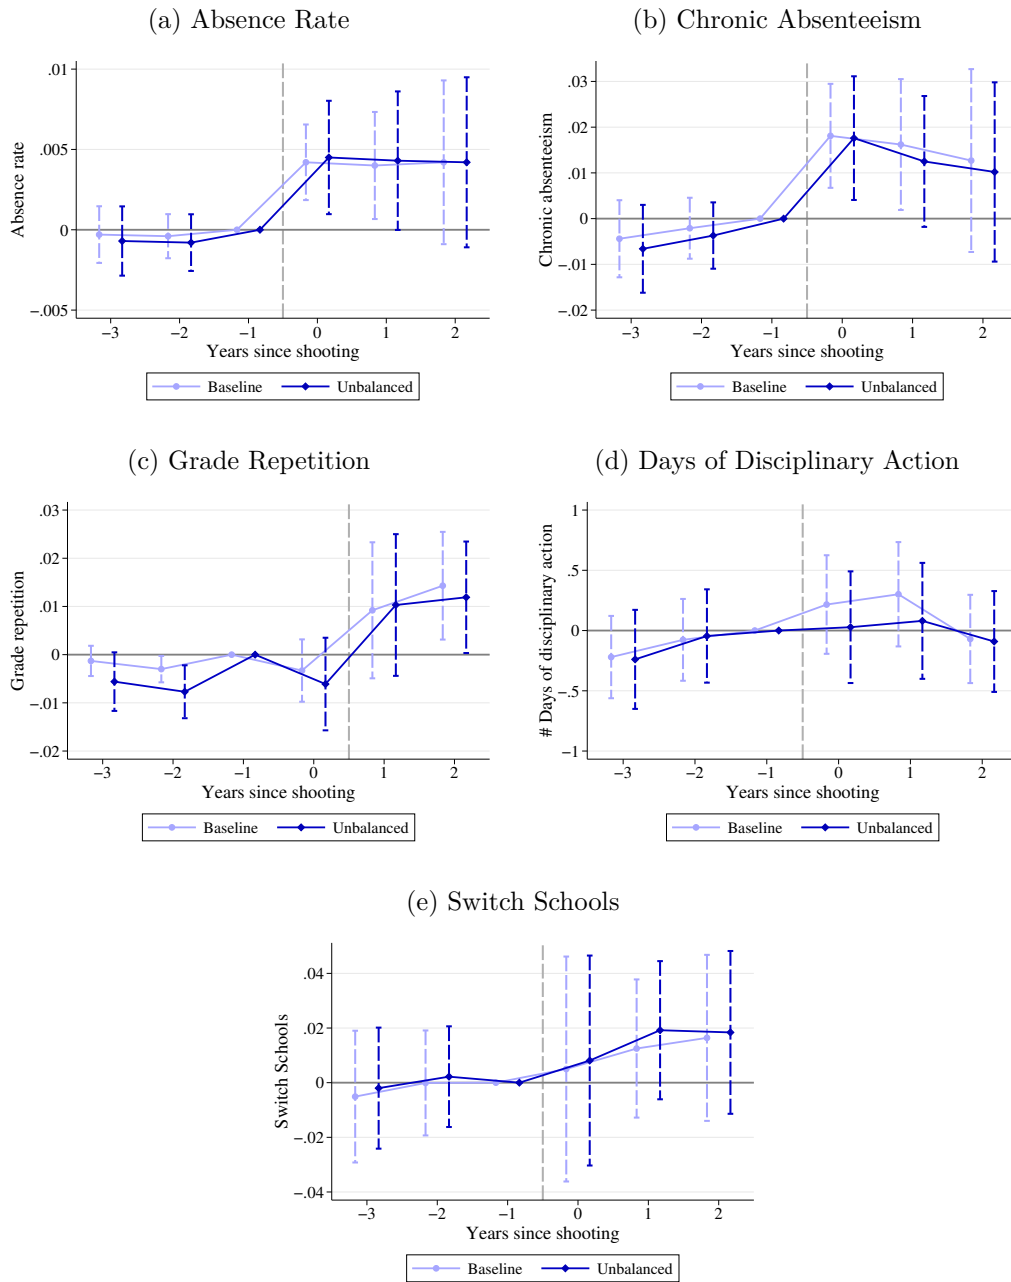 (a) Absence Rate
(b) Chronic Absenteeism
.01
.005
0
−.005
Absence rate
−3 −2 −1 0 1 2
Years since shooting
Baseline Unbalanced
.03
.02
.01
0
−.01
−.02
Chronic absenteeism
−3 −2 −1 0 1 2
Years since shooting
Baseline Unbalanced
(c) Grade Repetition
(d) Days of Disciplinary Action
.03
.02
.01
0
−.01
−.02
Grade repetition
−3 −2 −1 0 1 2
Years since shooting
Baseline Unbalanced
1
.5
0
−.5
−1
# Days of disciplinary action
−3 −2 −1 0 1 2
Years since shooting
Baseline Unbalanced
(e) Switch Schools
.04
.02
0
−.02
−.04
Switch Schools
−3 −2 −1 0 1 2
Years since shooting
Baseline Unbalanced